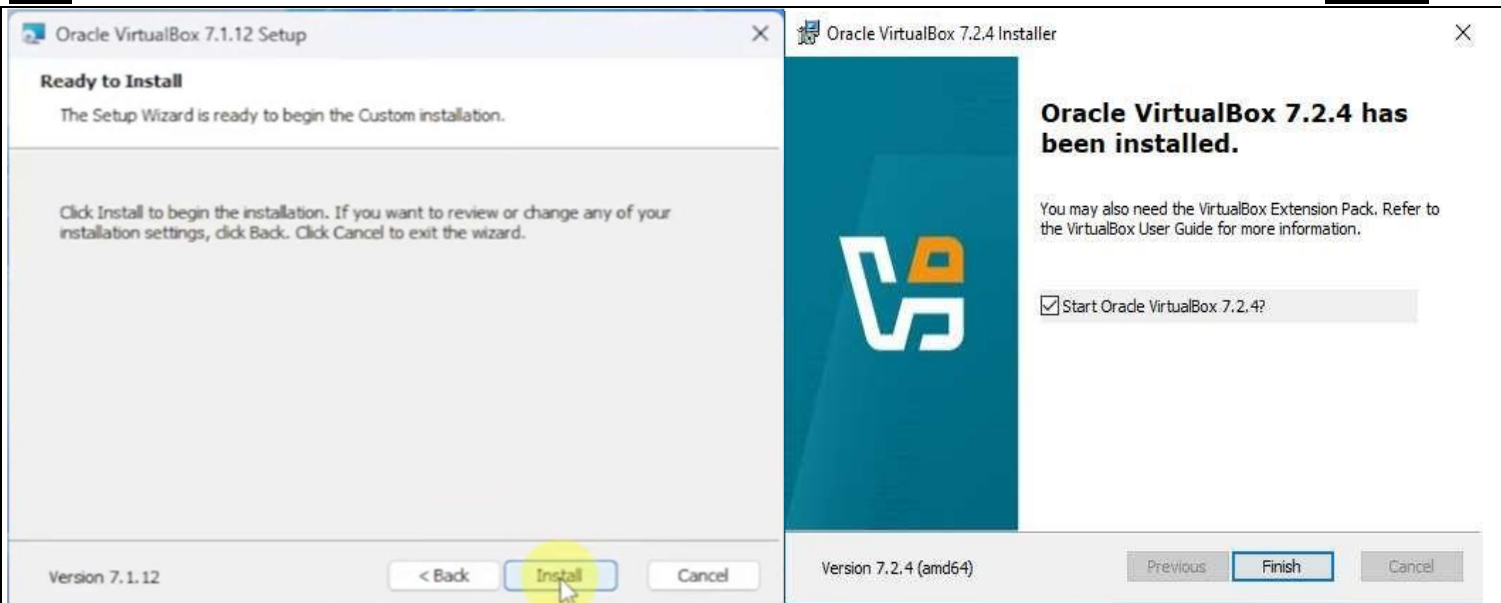 Oracle VirtualBox 7.1.12 Setup
Ready to Install
The Setup Wizard is ready to begin the Custom installation.
Click Install to begin the installation. If you want to review or change any of your
installation settings, click Back. Click Cancel to exit the wizard.
Version 7.1.12
< Back
Install
Cancel
Oracle VirtualBox 7.2.4 Installer
Oracle VirtualBox 7.2.4 has
been installed.
You may also need the VirtualBox Extension Pack. Refer to
the VirtualBox User Guide for more information.
Start Oracle VirtualBox 7.2.4?
Version 7.2.4 (amd64)
Previous
Finish
Cancel